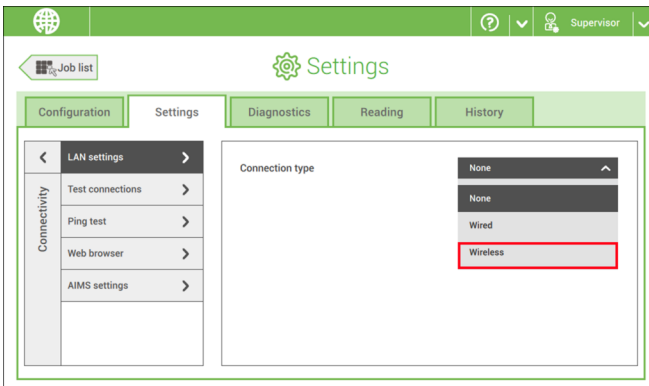 Supervisor
Job list
Settings
Configuration
Settings
Diagnostics
Reading
History
Connectivity
LAN settings
Test connections
Ping test
Web browser
AIMS settings
Connection type
None
None
Wired
Wireless